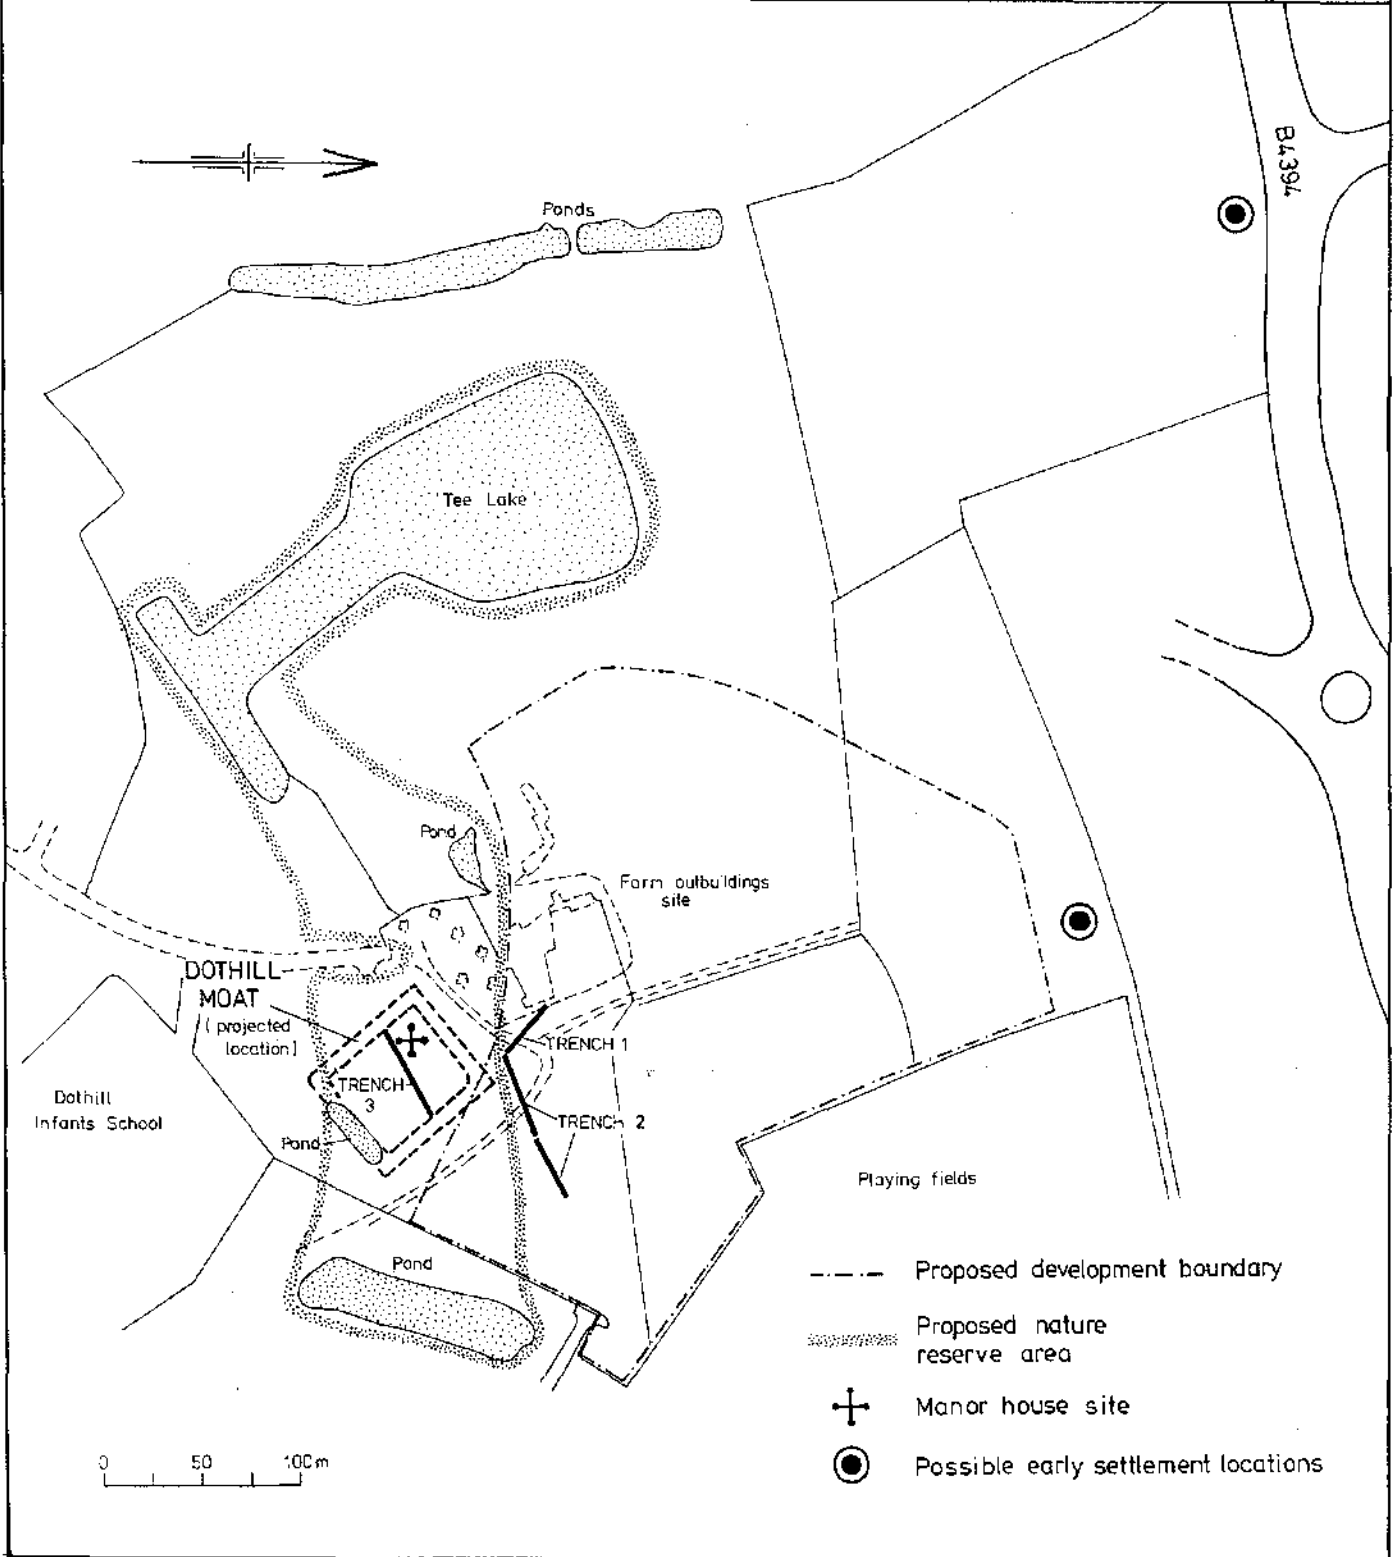 B4394
Ponds
Tee Lake
Pond
Farm outbuildings
site
DOTHILL
MOAT
( projected
location)
TRENCH 1
TRENCH
3
TRENCH 2
Dothill
Infants School
Pond
Playing fields
Pond
Proposed development boundary
Proposed nature
reserve area
Manor house site
Possible early settlement locations
0 50 100m